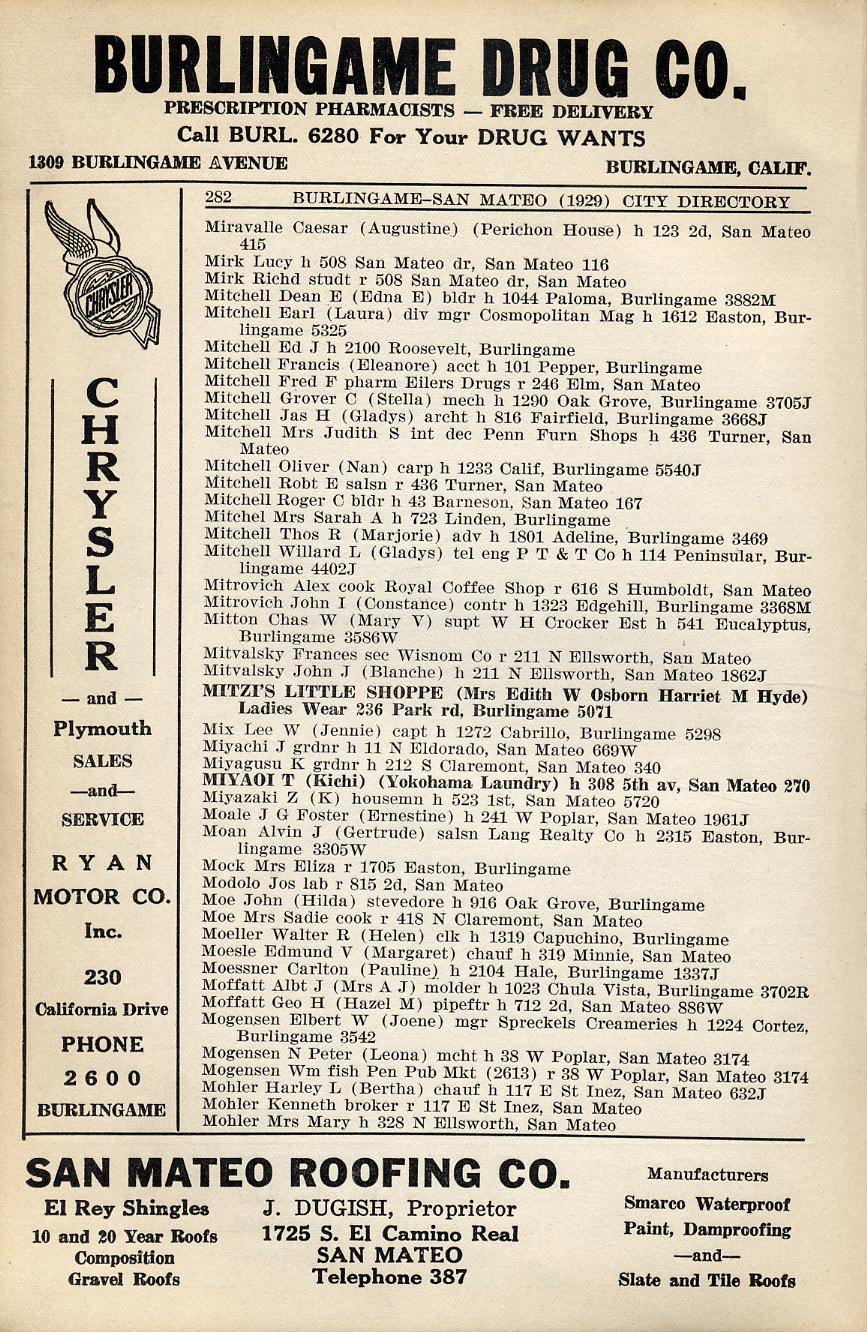 BURLINGAME DRUG CO.
PRESCRIPTION PHARMACISTS — FREE DELIVERY
Call BURL. 6280 For Your DRUG WANTS
1309 BURLINGAME AVENUE BURLINGAME, CALIF.
CHRYSLER
C
H
R
Y
S
L
E
R
— and —
Plymouth
SALES
—and—
SERVICE
R Y A N
MOTOR CO.
Inc.
230
California Drive
PHONE
2 6 0 0
BURLINGAME
282 BURLINGAME–SAN MATEO (1929) CITY DIRECTORY
Miravalle Caesar (Augustine) (Perichon House) h 123 2d, San Mateo
415
Mirk Lucy h 508 San Mateo dr, San Mateo 116
Mirk Richd studt r 508 San Mateo dr, San Mateo
Mitchell Dean E (Edna E) bldr h 1044 Paloma, Burlingame 3882M
Mitchell Earl (Laura) div mgr Cosmopolitan Mag h 1612 Easton, Bur-
lingame 5325
Mitchell Ed J h 2100 Roosevelt, Burlingame
Mitchell Francis (Eleanore) acct h 101 Pepper, Burlingame
Mitchell Fred F pharm Eilers Drugs r 246 Elm, San Mateo
Mitchell Grover C (Stella) mech h 1290 Oak Grove, Burlingame 3705J
Mitchell Jas H (Gladys) archt h 816 Fairfield, Burlingame 3668J
Mitchell Mrs Judith S int dec Penn Furn Shops h 436 Turner, San
Mateo
Mitchell Oliver (Nan) carp h 1233 Calif, Burlingame 5540J
Mitchell Robt E salsn r 436 Turner, San Mateo
Mitchell Roger C bldr h 43 Barneson, San Mateo 167
Mitchel Mrs Sarah A h 723 Linden, Burlingame
Mitchell Thos R (Marjorie) adv h 1801 Adeline, Burlingame 3469
Mitchell Willard L (Gladys) tel eng P T & T Co h 114 Peninsular, Bur-
lingame 4402J
Mitrovich Alex cook Royal Coffee Shop r 616 S Humboldt, San Mateo
Mitrovich John I (Constance) contr h 1323 Edgehill, Burlingame 3368M
Mitton Chas W (Mary V) supt W H Crocker Est h 541 Eucalyptus,
Burlingame 3586W
Mitvalsky Frances sec Wisnom Co r 211 N Ellsworth, San Mateo
Mitvalsky John J (Blanche) h 211 N Ellsworth, San Mateo 1862J
MITZI'S LITTLE SHOPPE (Mrs Edith W Osborn Harriet M Hyde)
Ladies Wear 236 Park rd, Burlingame 5071
Mix Lee W (Jennie) capt h 1272 Cabrillo, Burlingame 5298
Miyachi J grdnr h 11 N Eldorado, San Mateo 669W
Miyagusu K grdnr h 212 S Claremont, San Mateo 340
MIYAOI T (Kichi) (Yokohama Laundry) h 308 5th av, San Mateo 270
Miyazaki Z (K) housemn h 523 1st, San Mateo 5720
Moale J G Foster (Ernestine) h 241 W Poplar, San Mateo 1961J
Moan Alvin J (Gertrude) salsn Lang Realty Co h 2315 Easton, Bur-
lingame 3305W
Mock Mrs Eliza r 1705 Easton, Burlingame
Modolo Jos lab r 815 2d, San Mateo
Moe John (Hilda) stevedore h 916 Oak Grove, Burlingame
Moe Mrs Sadie cook r 418 N Claremont, San Mateo
Moeller Walter R (Helen) clk h 1319 Capuchino, Burlingame
Moesle Edmund V (Margaret) chauf h 319 Minnie, San Mateo
Moessner Carlton (Pauline) h 2104 Hale, Burlingame 1337J
Moffatt Albt J (Mrs A J) molder h 1023 Chula Vista, Burlingame 3702R
Moffatt Geo H (Hazel M) pipeftr h 712 2d, San Mateo 886W
Mogensen Elbert W (Joene) mgr Spreckels Creameries h 1224 Cortez,
Burlingame 3542
Mogensen N Peter (Leona) mcht h 38 W Poplar, San Mateo 3174
Mogensen Wm fish Pen Pub Mkt (2613) r 38 W Poplar, San Mateo 3174
Mohler Harley L (Bertha) chauf h 117 E St Inez, San Mateo 632J
Mohler Kenneth broker r 117 E St Inez, San Mateo
Mohler Mrs Mary h 328 N Ellsworth, San Mateo
SAN MATEO ROOFING CO.
El Rey Shingles
10 and 20 Year Roofs
Composition
Gravel Roofs
J. DUGISH, Proprietor
1725 S. El Camino Real
SAN MATEO
Telephone 387
Manufacturers
Smarco Waterproof
Paint, Dampproofing
—and—
Slate and Tile Roofs